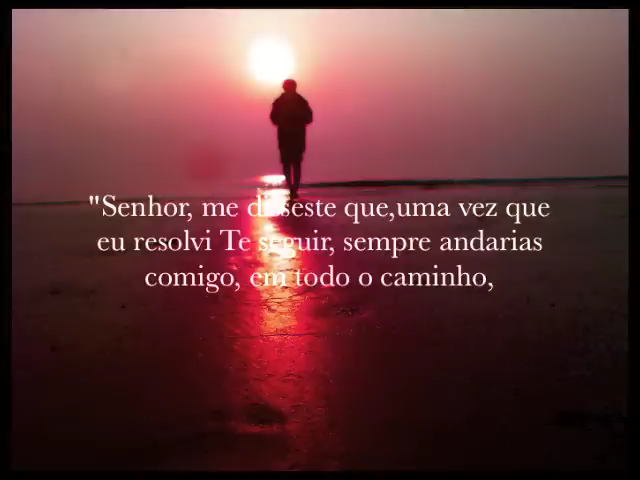 "Senhor, me disseste que,uma vez que
eu resolvi Te seguir, sempre andarias
comigo, em todo o caminho,